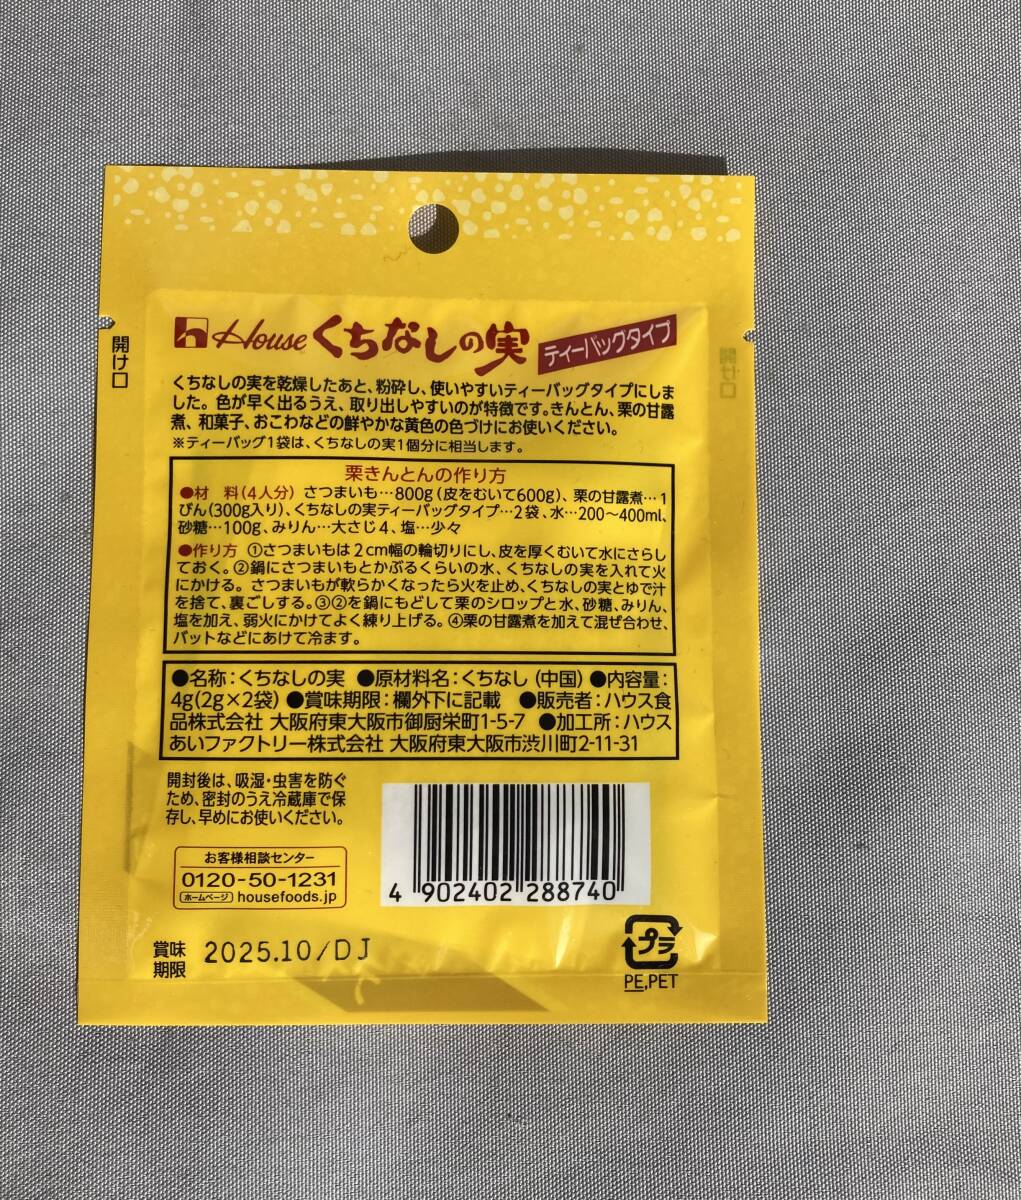 House くちなしの実 ティーバッグタイプ
開け口
開け口
くちなしの実を乾燥したあと、粉砕し、使いやすいティーバッグタイプにしま
した。色が早く出るうえ、取り出しやすいのが特徴です。きんとん、栗の甘露
煮、和菓子、おこわなどの鮮やかな黄色の色づけにお使いください。
※ティーバッグ1袋は、くちなしの実1個分に相当します。
栗きんとんの作り方
●材 料(4人分) さつまいも…800g(皮をむいて600g)、栗の甘露煮…1
びん(300g入り)、くちなしの実ティーバッグタイプ…2袋、水…200〜400ml、
砂糖…100g、みりん…大さじ4、塩…少々
●作り方 ①さつまいもは2cm幅の輪切りにし、皮を厚くむいて水にさらし
ておく。②鍋にさつまいもとかぶるくらいの水、くちなしの実を入れて火
にかける。さつまいもが軟らかくなったら火を止め、くちなしの実とゆで汁
を捨て、裏ごしする。③②を鍋にもどして栗のシロップと水、砂糖、みりん、
塩を加え、弱火にかけてよく練り上げる。④栗の甘露煮を加えて混ぜ合わせ、
バットなどにあけて冷ます。
●名称:くちなしの実 ●原材料名:くちなし(中国) ●内容量:
4g(2g×2袋) ●賞味期限:欄外下に記載 ●販売者:ハウス食
品株式会社 大阪府東大阪市御厨栄町1-5-7 ●加工所:ハウス
あいファクトリー株式会社 大阪府東大阪市渋川町2-11-31
開封後は、吸湿・虫害を防ぐ
ため、密封のうえ冷蔵庫で保
存し、早めにお使いください。
お客様相談センター
0120-50-1231
ホームページ housefoods.jp
4 902402 288740
賞味
期限
2025.10/DJ
プラ
PE,PET